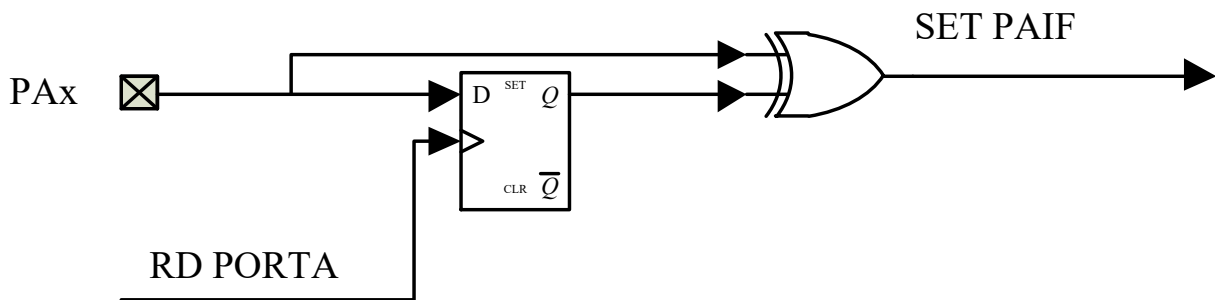 SET PAIF
PAx
D SET Q
CLR Q̅
RD PORTA